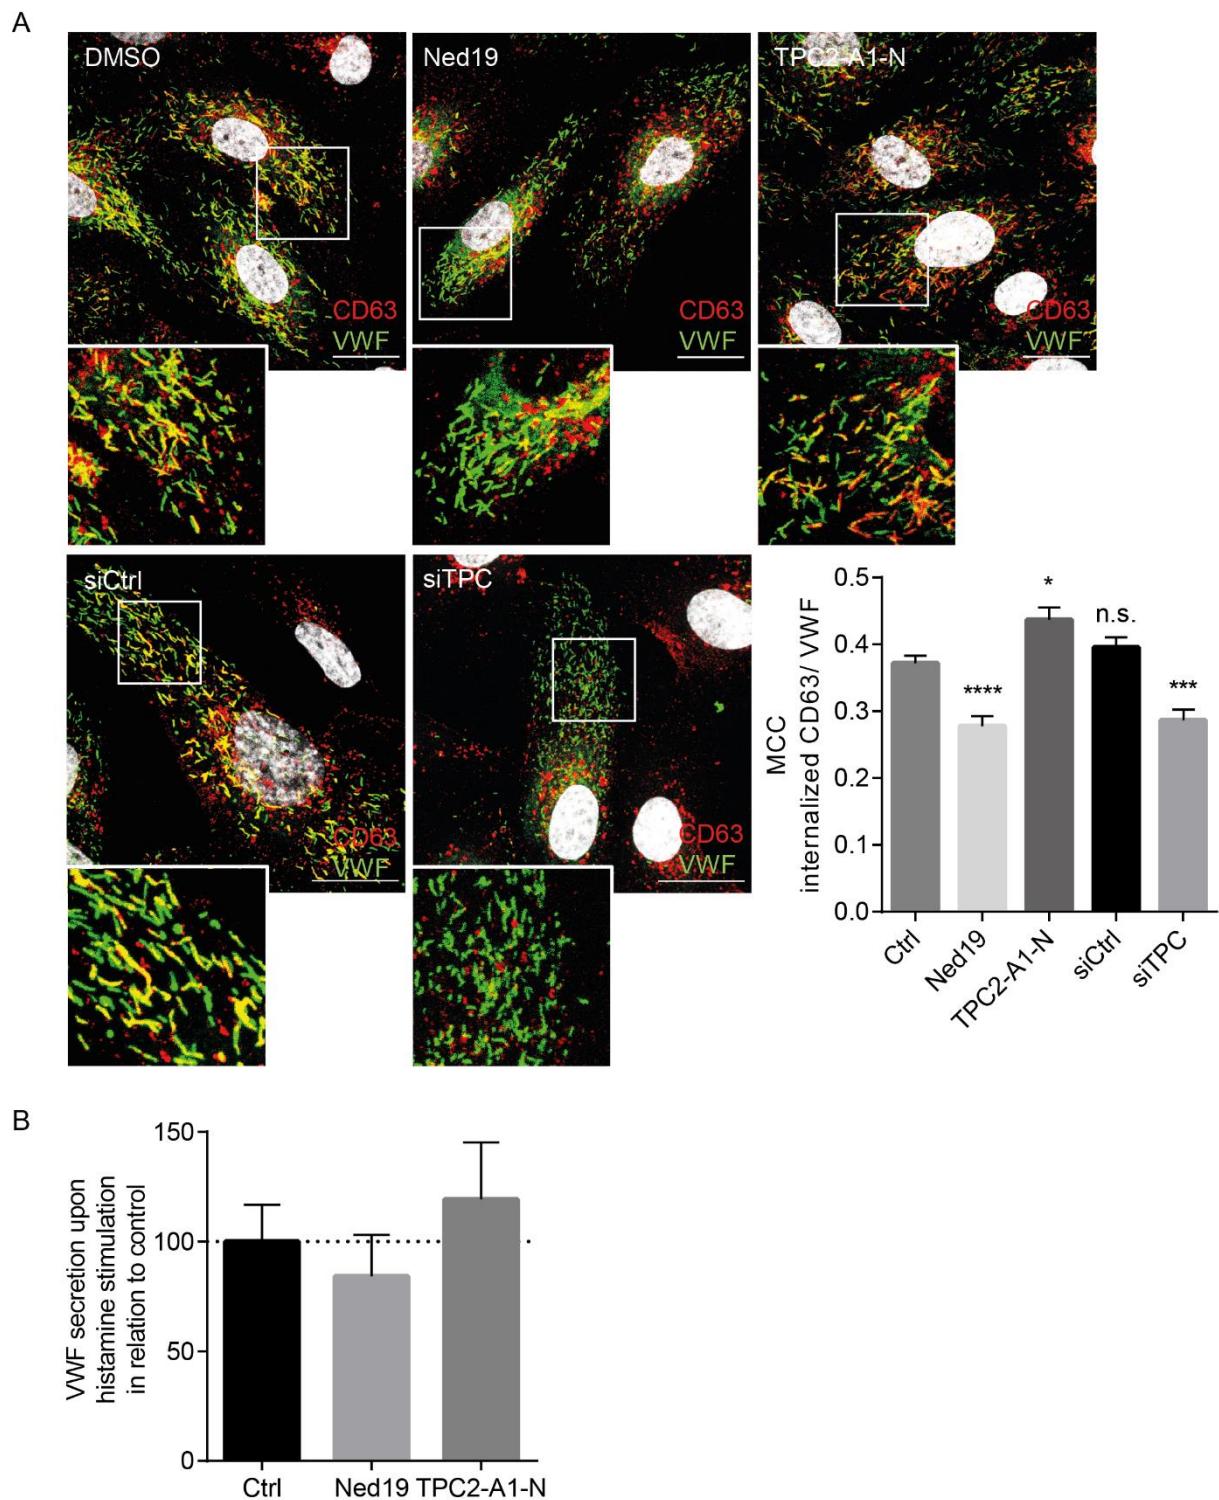 A
DMSO
CD63
VWF
Ned19
CD63
VWF
TPC2-A1-N
CD63
VWF
siCtrl
CD63
VWF
siTPC
CD63
VWF
MCC
internalized CD63/ VWF
0.5
0.4
0.3
0.2
0.1
0.0
****
*
n.s.
***
Ctrl
Ned19
TPC2-A1-N
siCtrl
siTPC
B
VWF secretion upon
histamine stimulation
in relation to control
150
100
50
0
Ctrl
Ned19
TPC2-A1-N